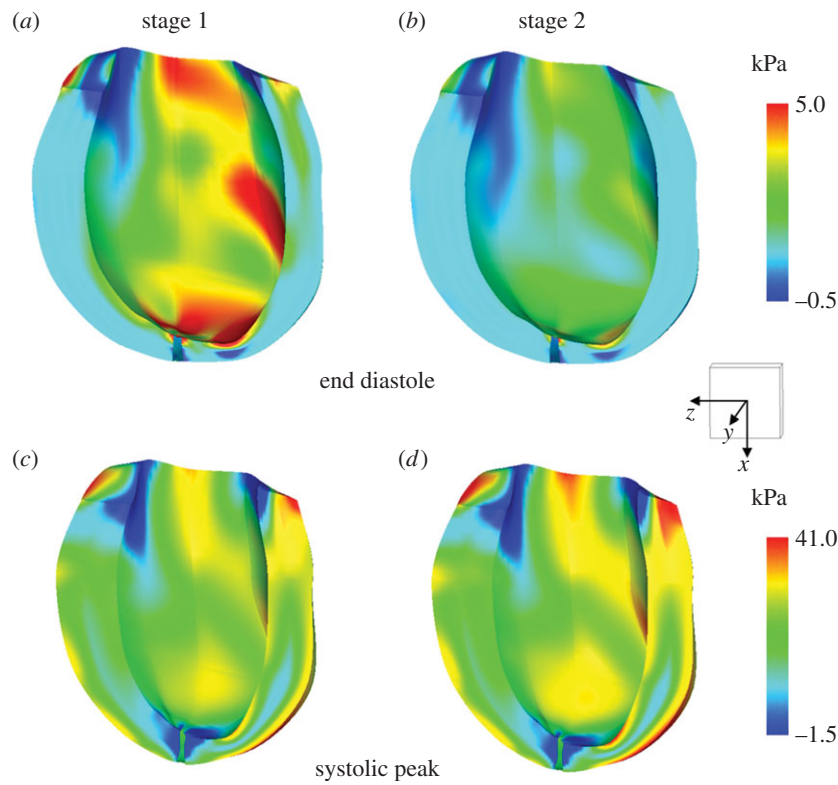 (a) stage 1
(b) stage 2
kPa
5.0
–0.5
end diastole
z
y
x
(c)
(d)
kPa
41.0
–1.5
systolic peak